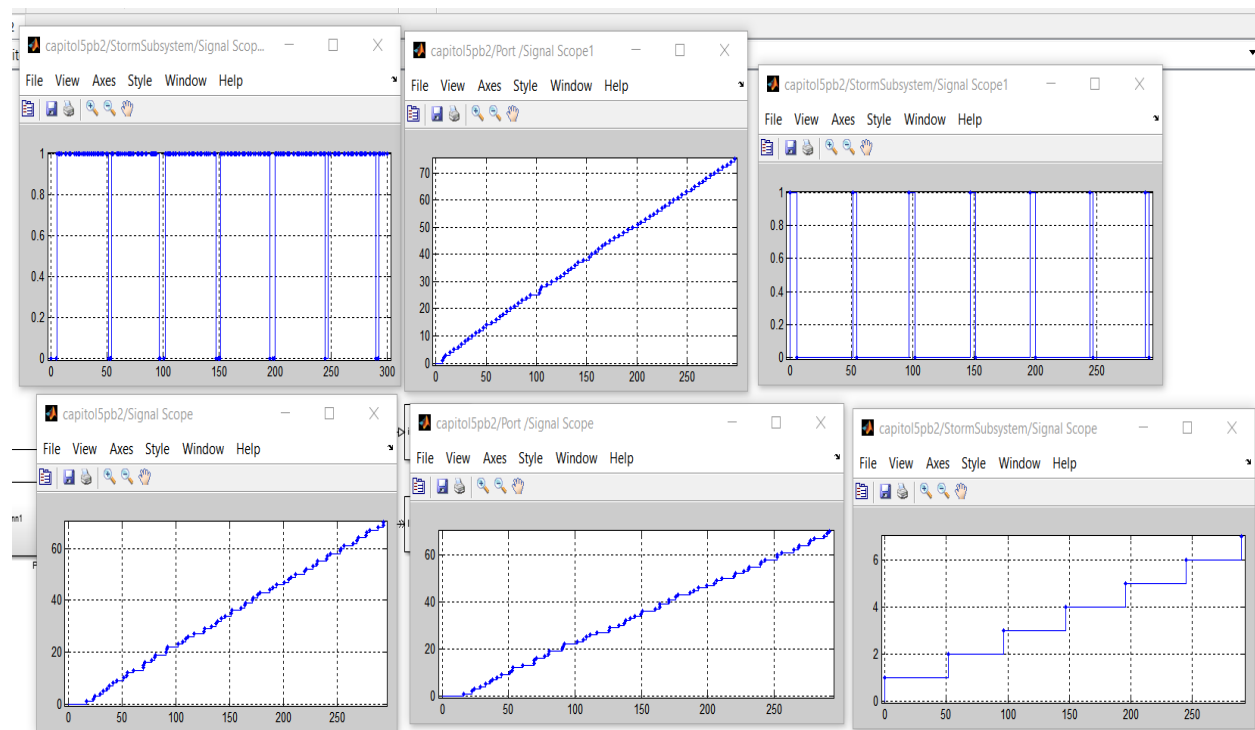 2
it
capitol5pb2/StormSubsystem/Signal Scop...
File View Axes Style Window Help
1
0.8
0.6
0.4
0.2
0
0 50 100 150 200 250 300
capitol5pb2/Port /Signal Scope1
File View Axes Style Window Help
70
60
50
40
30
20
10
0
0 50 100 150 200 250
capitol5pb2/StormSubsystem/Signal Scope1
File View Axes Style Window Help
1
0.8
0.6
0.4
0.2
0
0 50 100 150 200 250
capitol5pb2/Signal Scope
File View Axes Style Window Help
60
40
20
0
0 50 100 150 200 250
mn1
P
capitol5pb2/Port /Signal Scope
File View Axes Style Window Help
60
40
20
0
0 50 100 150 200 250
capitol5pb2/StormSubsystem/Signal Scope
File View Axes Style Window Help
6
4
2
0
0 50 100 150 200 250